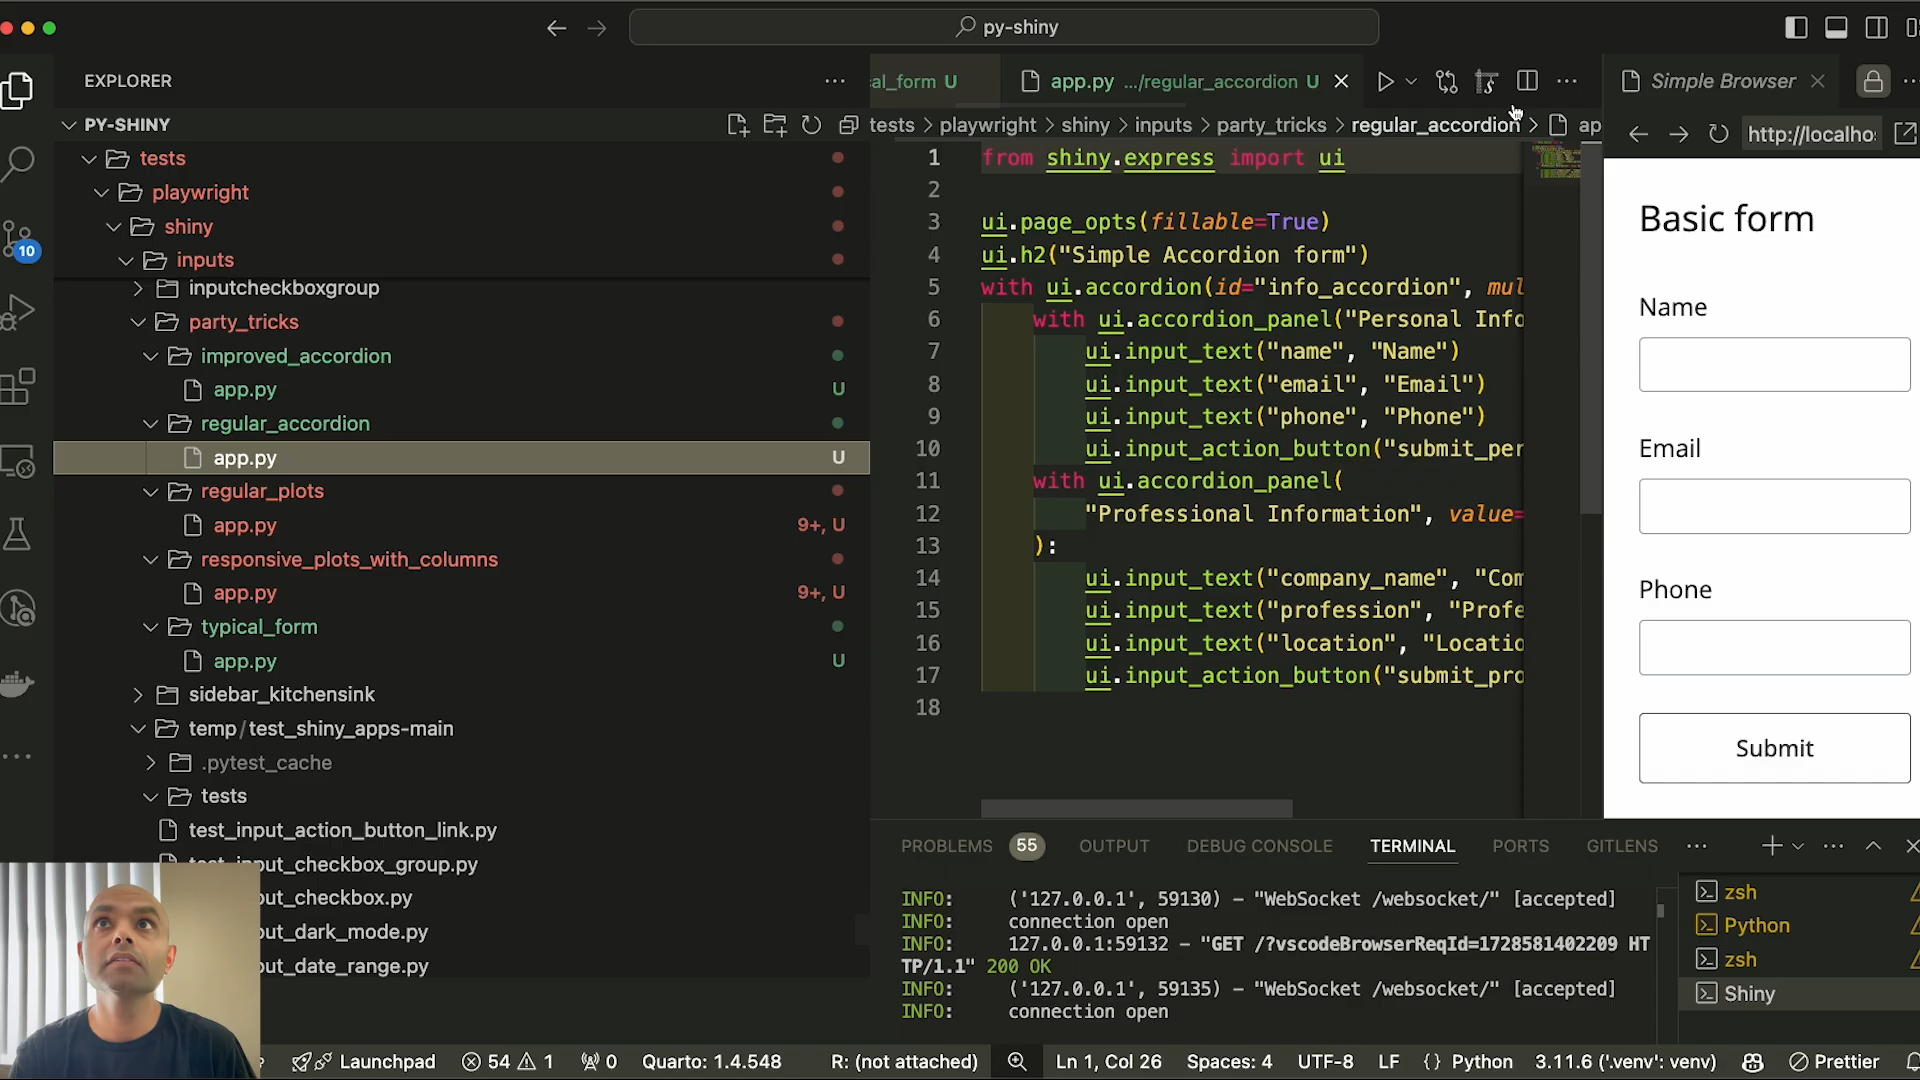 py-shiny
EXPLORER
PY-SHINY
tests
playwright
shiny
inputs
inputcheckboxgroup
party_tricks
improved_accordion
app.py U
regular_accordion
app.py U
regular_plots
app.py 9+, U
responsive_plots_with_columns
app.py 9+, U
typical_form
app.py U
sidebar_kitchensink
temp/test_shiny_apps-main
.pytest_cache
tests
test_input_action_button_link.py
test_input_checkbox_group.py
ut_checkbox.py
ut_dark_mode.py
ut_date_range.py
10
al_form U
app.py .../regular_accordion U
tests > playwright > shiny > inputs > party_tricks > regular_accordion > ap
1 from shiny.express import ui
2
3 ui.page_opts(fillable=True)
4 ui.h2("Simple Accordion form")
5 with ui.accordion(id="info_accordion", mul
6 with ui.accordion_panel("Personal Info
7 ui.input_text("name", "Name")
8 ui.input_text("email", "Email")
9 ui.input_text("phone", "Phone")
10 ui.input_action_button("submit_per
11 with ui.accordion_panel(
12 "Professional Information", value=
13 ):
14 ui.input_text("company_name", "Com
15 ui.input_text("profession", "Profe
16 ui.input_text("location", "Locatio
17 ui.input_action_button("submit_pro
18
Simple Browser
http://localho
Basic form
Name
Email
Phone
Submit
PROBLEMS 55 OUTPUT DEBUG CONSOLE TERMINAL PORTS GITLENS
INFO: ('127.0.0.1', 59130) - "WebSocket /websocket/" [accepted]
INFO: connection open
INFO: 127.0.0.1:59132 - "GET /?vscodeBrowserReqId=1728581402209 HT
TP/1.1" 200 OK
INFO: ('127.0.0.1', 59135) - "WebSocket /websocket/" [accepted]
INFO: connection open
zsh
Python
zsh
Shiny
Launchpad 54 1 0 Quarto: 1.4.548 R: (not attached) Ln 1, Col 26 Spaces: 4 UTF-8 LF {} Python 3.11.6 ('.venv': venv) Prettier